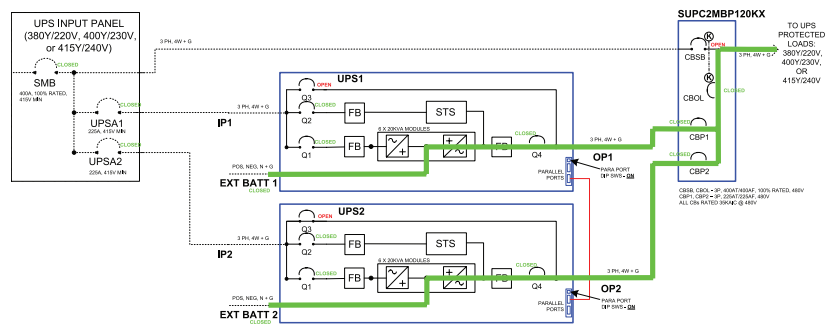 UPS INPUT PANEL
(380Y/220V, 400Y/230V,
or 415Y/240V)
CLOSED
SMB
400A, 100% RATED,
415V MIN
CLOSED
UPSA1
225A, 415V MIN
CLOSED
UPSA2
225A, 415V MIN
3 PH, 4W + G
3 PH, 4W + G
IP1
3 PH, 4W + G
IP2
UPS1
OPEN
Q3
CLOSED
Q2
FB
STS
CLOSED
Q1
FB
6 X 20KVA MODULES
FB
CLOSED
Q4
POS, NEG, N + G
EXT BATT 1
CLOSED
3 PH, 4W + G
OP1
PARALLEL
PORTS
PARA PORT
DIP SWS - ON
UPS2
OPEN
Q3
CLOSED
Q2
FB
STS
CLOSED
Q1
FB
6 X 20KVA MODULES
FB
CLOSED
Q4
POS, NEG, N + G
EXT BATT 2
CLOSED
3 PH, 4W + G
OP2
PARALLEL
PORTS
PARA PORT
DIP SWS - ON
SUPC2MBP120KX
K
OPEN
CBSB
3 PH, 4W + G
K
CBOL
CLOSED
CLOSED
CBP1
CLOSED
CBP2
TO UPS
PROTECTED
LOADS:
380Y/220V,
400Y/230V,
OR
415Y/240V
CBSB, CBOL - 3P, 400AT/400AF, 100% RATED, 480V
CBP1, CBP2 - 3P, 225AT/225AF, 480V
ALL CBs RATED 35KAIC @ 480V